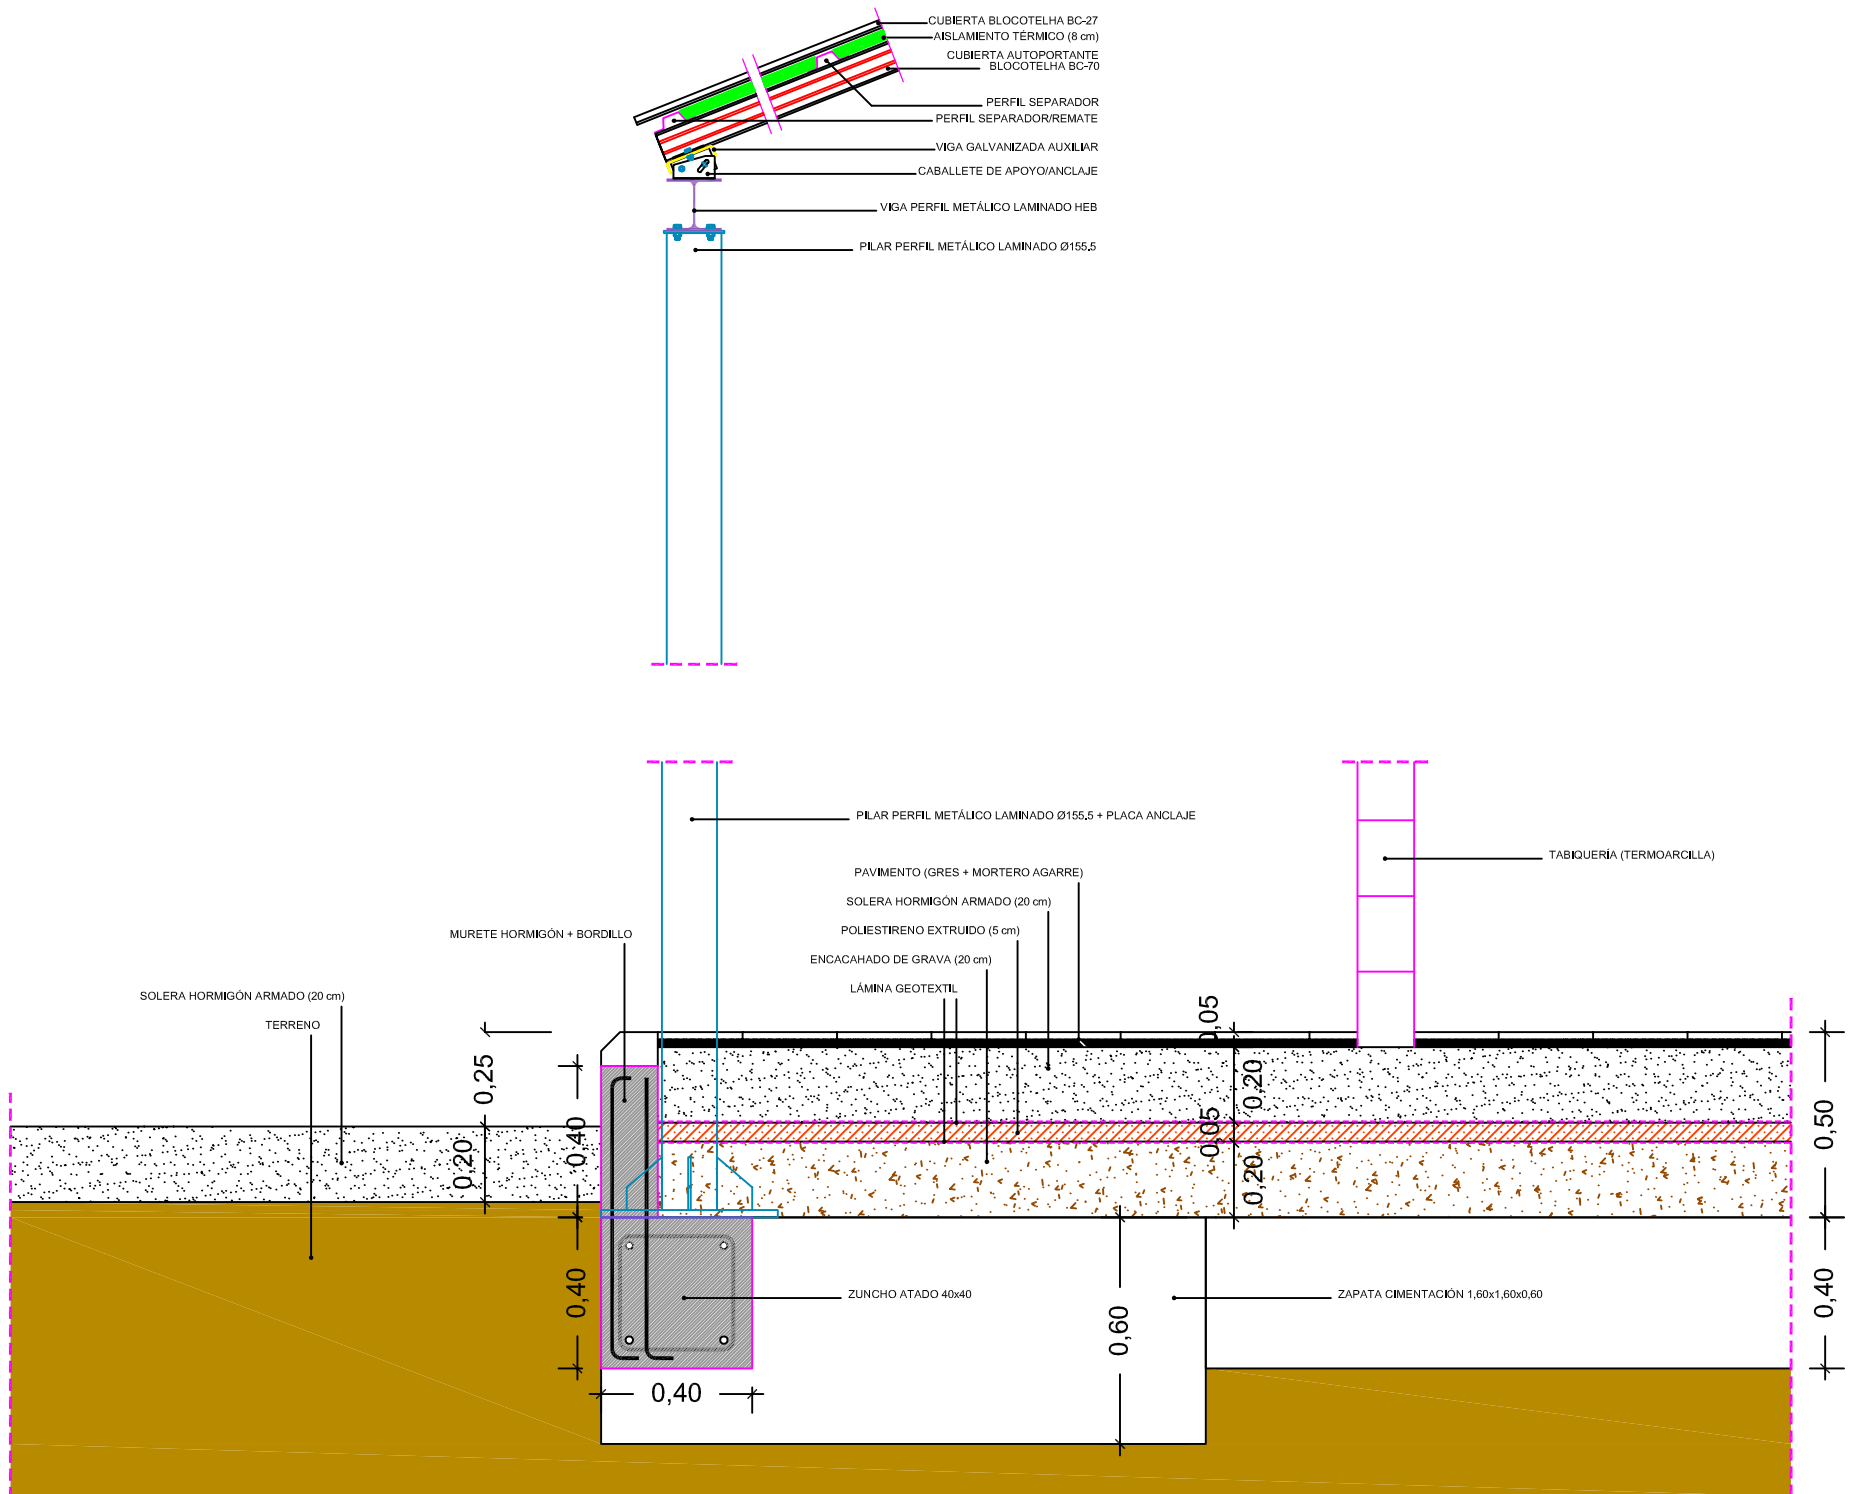 CUBIERTA BLOCOTELHA BC-27
AISLAMIENTO TÉRMICO (8 cm)
CUBIERTA AUTOPORTANTE
BLOCOTELHA BC-70
PERFIL SEPARADOR
PERFIL SEPARADOR/REMATE
VIGA GALVANIZADA AUXILIAR
CABALLETE DE APOYO/ANCLAJE
VIGA PERFIL METÁLICO LAMINADO HEB
PILAR PERFIL METÁLICO LAMINADO Ø155.5
PILAR PERFIL METÁLICO LAMINADO Ø155.5 + PLACA ANCLAJE
TABIQUERÍA (TERMOARCILLA)
PAVIMENTO (GRES + MORTERO AGARRE)
SOLERA HORMIGÓN ARMADO (20 cm)
POLIESTIRENO EXTRUIDO (5 cm)
ENCACAHADO DE GRAVA (20 cm)
LÁMINA GEOTEXTIL
MURETE HORMIGÓN + BORDILLO
SOLERA HORMIGÓN ARMADO (20 cm)
TERRENO
0,25
0,20
0,40
0,40
0,40
0,05
0,20
0,05
0,20
0,60
0,50
0,40
ZUNCHO ATADO 40x40
ZAPATA CIMENTACIÓN 1,60x1,60x0,60